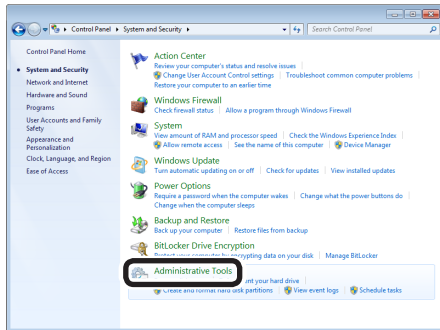 Control Panel ▸ System and Security ▸
Search Control Panel
Control Panel Home
System and Security
Network and Internet
Hardware and Sound
Programs
User Accounts and Family
Safety
Appearance and
Personalization
Clock, Language, and Region
Ease of Access
Action Center
Review your computer's status and resolve issues
Change User Account Control settings Troubleshoot common computer problems
Restore your computer to an earlier time
Windows Firewall
Check firewall status Allow a program through Windows Firewall
System
View amount of RAM and processor speed Check the Windows Experience Index
Allow remote access See the name of this computer Device Manager
Windows Update
Turn automatic updating on or off Check for updates View installed updates
Power Options
Require a password when the computer wakes Change what the power buttons do
Change when the computer sleeps
Backup and Restore
Back up your computer Restore files from backup
BitLocker Drive Encryption
Protect your computer by encrypting data on your disk Manage BitLocker
Administrative Tools
your hard drive
Create and format hard disk partitions View event logs Schedule tasks